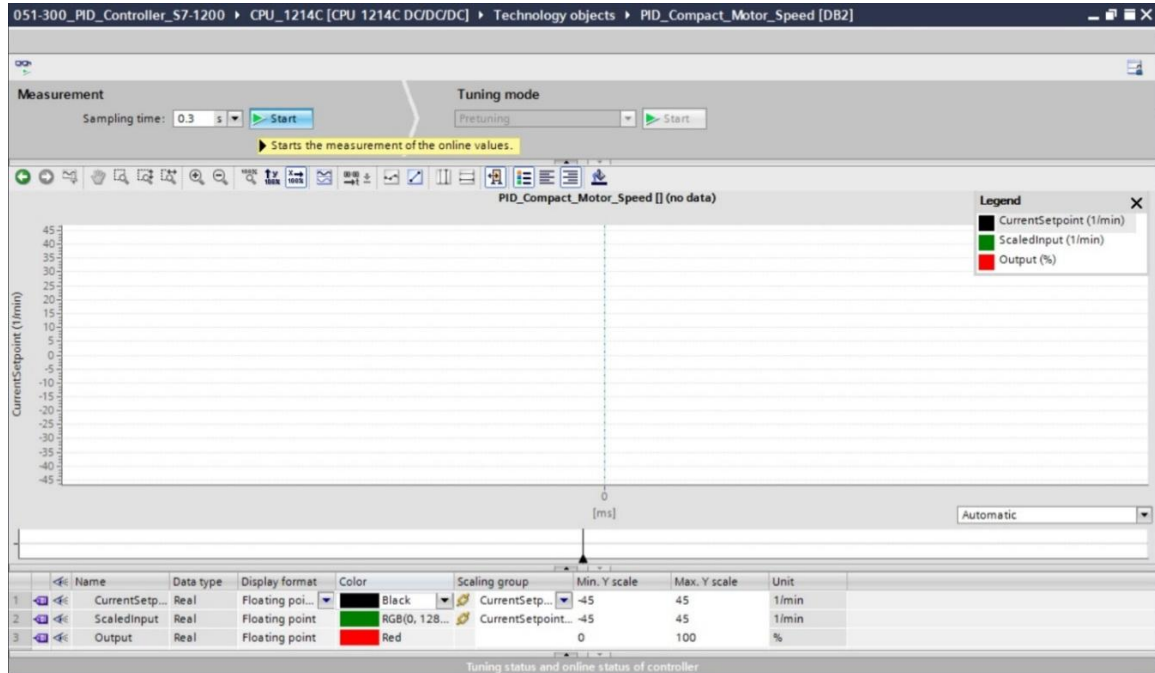 051-300_PID_Controller_S7-1200 ▸ CPU_1214C [CPU 1214C DC/DC/DC] ▸ Technology objects ▸ PID_Compact_Motor_Speed [DB2]
Measurement
Tuning mode
Sampling time: 0.3 s Start
Pretuning Start
Starts the measurement of the online values.
PID_Compact_Motor_Speed [] (no data)
Legend
CurrentSetpoint (1/min)
ScaledInput (1/min)
Output (%)
CurrentSetpoint (1/min)
45
40
35
30
25
20
15
10
5
0
-5
-10
-15
-20
-25
-30
-35
-40
-45
0
[ms]
Automatic
Name Data type Display format Color Scaling group Min. Y scale Max. Y scale Unit
1 CurrentSetp... Real Floating poi... Black CurrentSetp... -45 45 1/min
2 ScaledInput Real Floating point RGB(0, 128... CurrentSetpoint... -45 45 1/min
3 Output Real Floating point Red 0 100 %
Tuning status and online status of controller